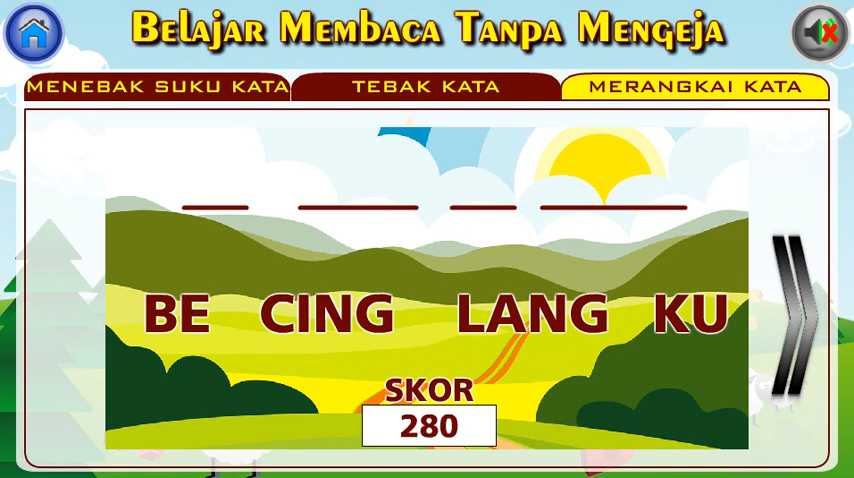 Belajar Membaca Tanpa Mengeja
MENEBAK SUKU KATA TEBAK KATA MERANGKAI KATA
BE CING LANG KU
SKOR
280